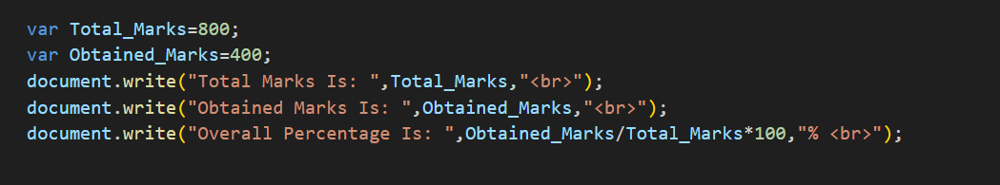 var Total_Marks=800;
var Obtained_Marks=400;
document.write("Total Marks Is: ",Total_Marks,"<br>");
document.write("Obtained Marks Is: ",Obtained_Marks,"<br>");
document.write("Overall Percentage Is: ",Obtained_Marks/Total_Marks*100,"% <br>");